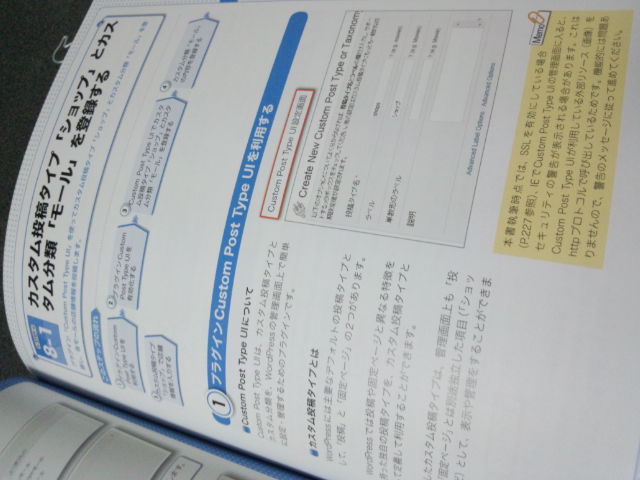 8-1
カスタム投稿タイプ「ショップ」とカス
タム分類「モール」を登録する
プラグイン「Custom Post Type UI」を使ってカスタム投稿タイプ「ショップ」とカスタム分類「モール」を登
録し、各モールの店舗情報を投稿します。
このステップの流れ
1
プラグインCustom
Post Type UIを
利用する
2
プラグインCustom
Post Type UIを
有効化する
3
Custom Post Type UIでカスタ
ム投稿タイプ「ショップ」とカスタ
ム分類「モール」を登録する
4
カスタム分類「モール」
の内容を登録する
カスタム投稿タイプ
「ショップ」で店舗
情報を入力する
1 プラグインCustom Post Type UIを利用する
■Custom Post Type UIについて
Custom Post Type UIは、カスタム投稿タイプと
カスタム分類を、WordPressの管理画面上で簡単
に設定・管理するためのプラグインです。
■カスタム投稿タイプとは
WordPressには主要なデフォルトの投稿タイプと
して、「投稿」と「固定ページ」の2つがあります。
WordPressでは投稿や固定ページと異なる特徴を
持った独自の投稿タイプを、カスタム投稿タイプと
して定義して利用することができます。
したカスタム投稿タイプは、管理画面上も「投
「固定ページ」とは別途独立した項目(「ショッ
ど)として、表示や管理をすることができま
Custom Post Type UI設定画面
Create New Custom Post Type or Taxonom
投稿タイプ名
shops
ラベル
ショップ
単数形のラベル
説明
Advanced Label Options · Advanced Options
Memo
本書執筆時点では、SSLを有効にしている場合
(P.227参照)、IEでCustom Post Type UIの管理画面に入ると、
セキュリティの警告が表示される場合があります。これは
Custom Post Type UIが利用している外部リソース(画像)を
httpプロトコルで呼び出しているためです。機能的には問題あ
りませんので、警告のメッセージに従って進めてください。